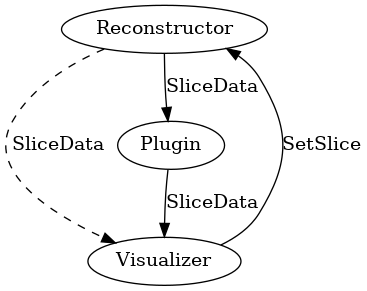 Reconstructor
SliceData
Plugin
SliceData
SetSlice
SliceData
Visualizer